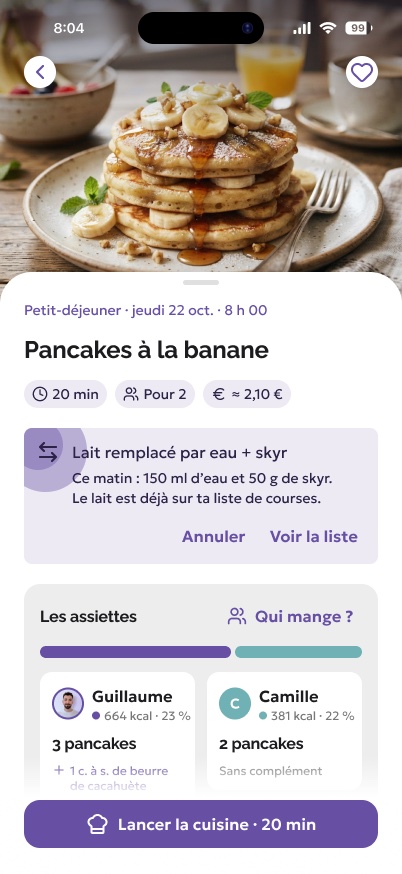 8:04
99
Petit-déjeuner · jeudi 22 oct. · 8 h 00
Pancakes à la banane
20 min
Pour 2
€ ≈ 2,10 €
Lait remplacé par eau + skyr
Ce matin : 150 ml d’eau et 50 g de skyr.
Le lait est déjà sur ta liste de courses.
Annuler
Voir la liste
Les assiettes
Qui mange ?
Guillaume
664 kcal · 23 %
3 pancakes
+ 1 c. à s. de beurre
de cacahuète
C
Camille
381 kcal · 22 %
2 pancakes
Sans complément
Lancer la cuisine · 20 min